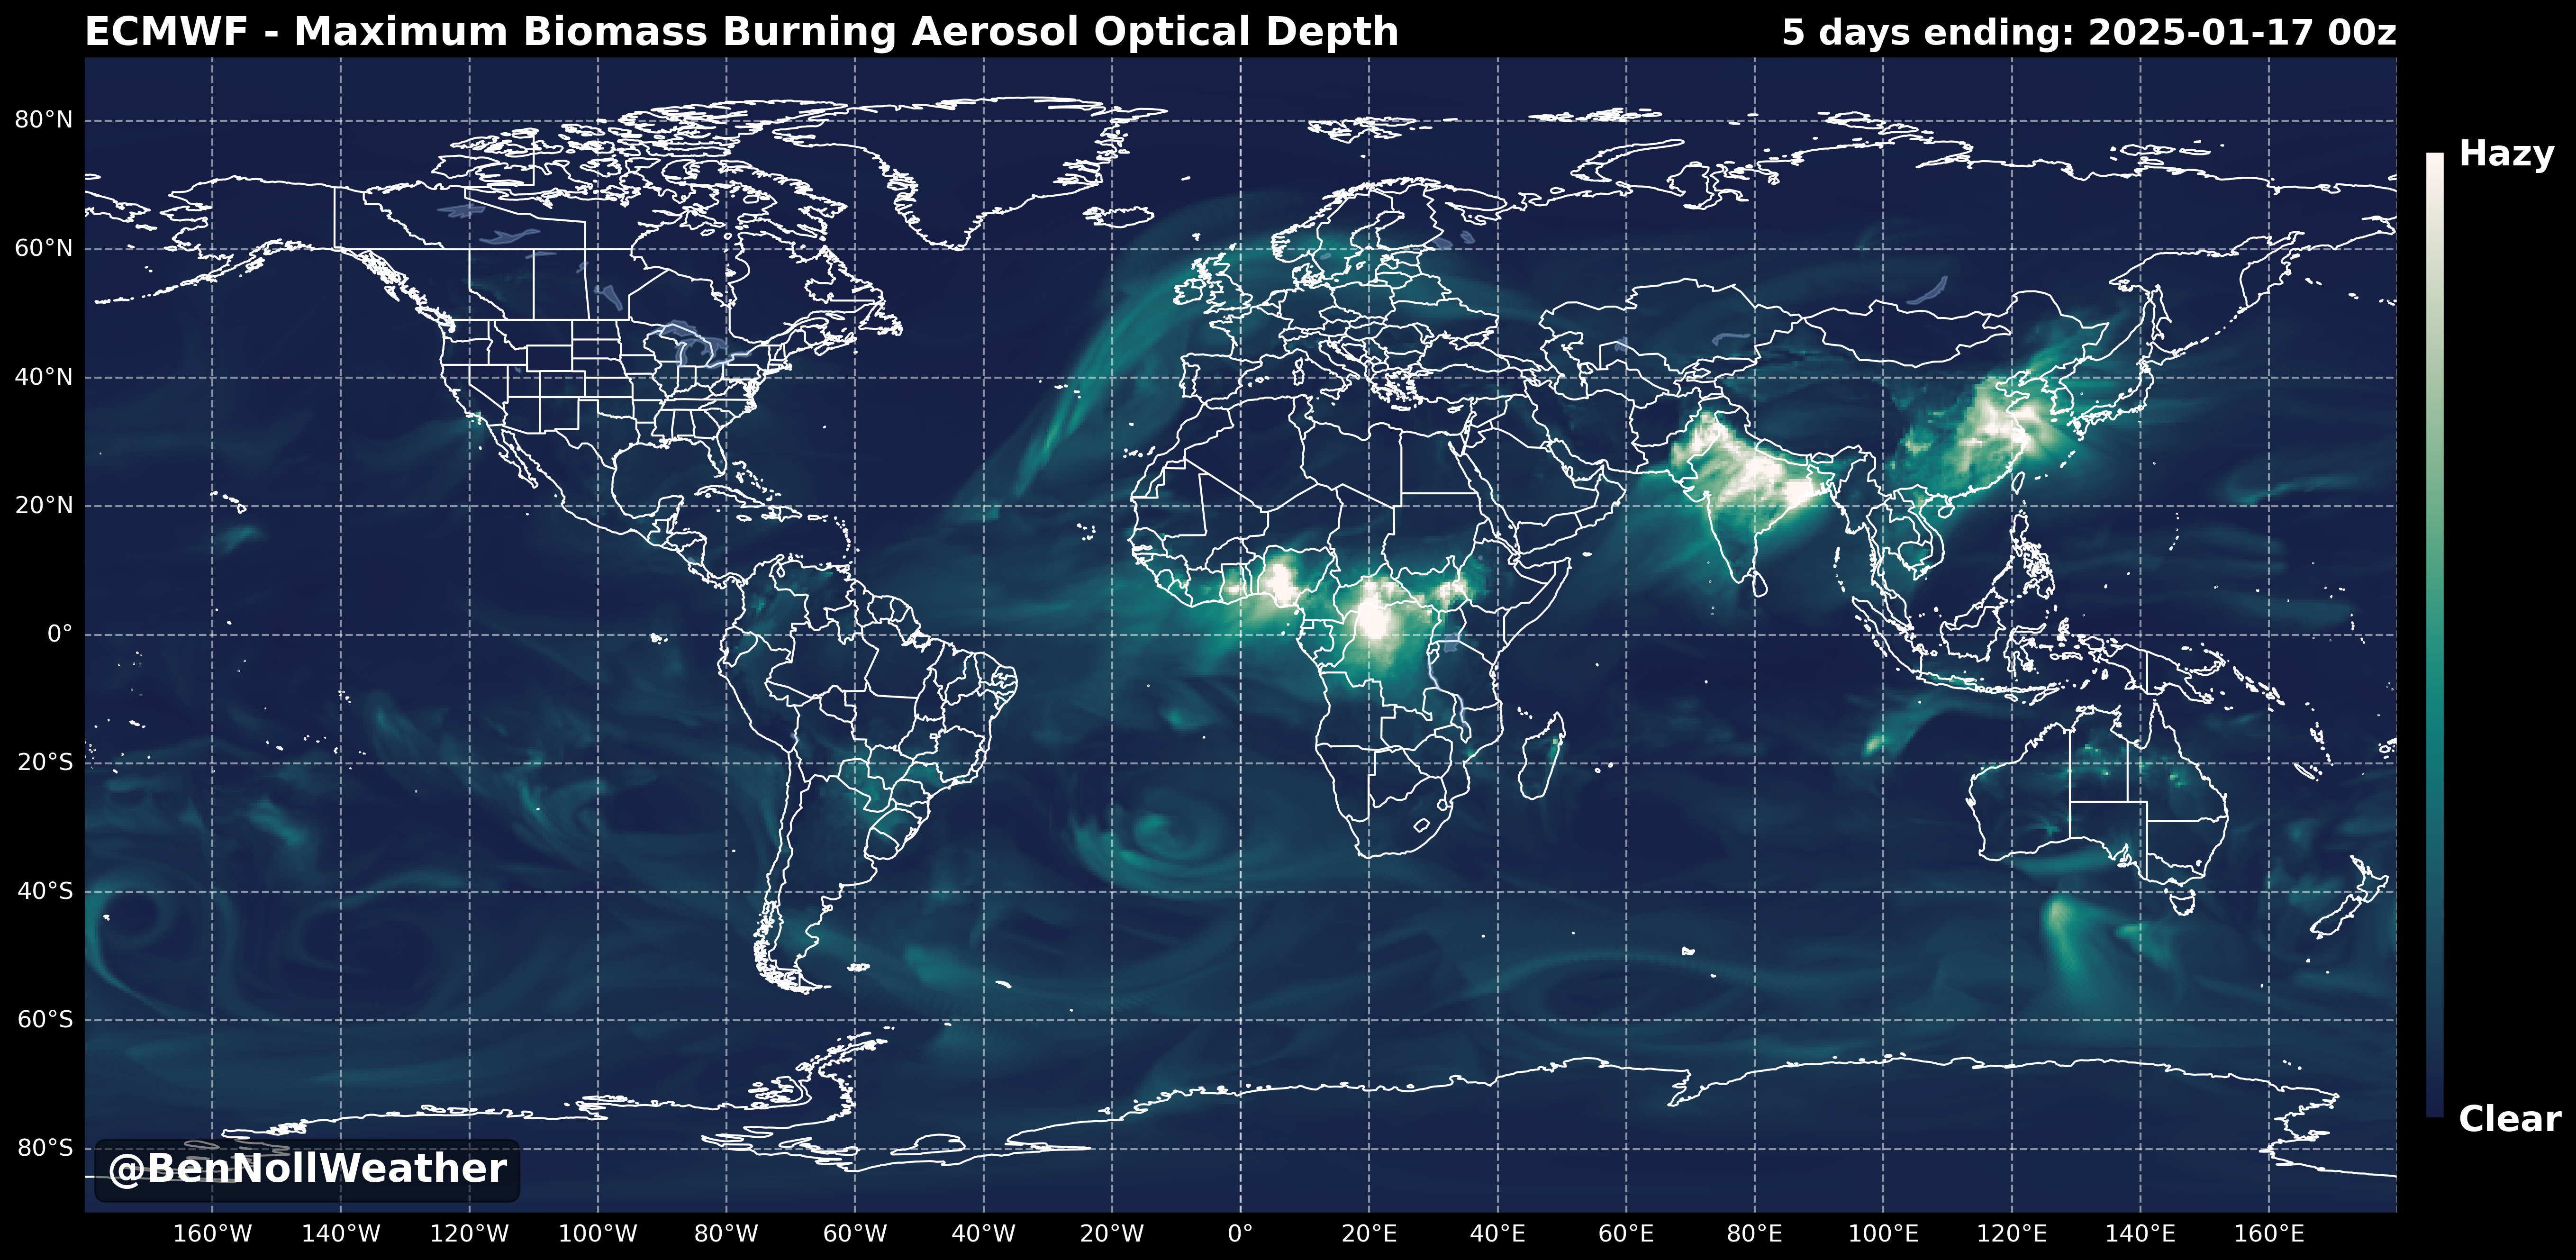 ECMWF - Maximum Biomass Burning Aerosol Optical Depth
5 days ending: 2025-01-17 00z
80°N
60°N
40°N
20°N
0°
20°S
40°S
60°S
80°S
Hazy
Clear
@BenNollWeather
160°W 140°W 120°W 100°W 80°W 60°W 40°W 20°W 0° 20°E 40°E 60°E 80°E 100°E 120°E 140°E 160°E